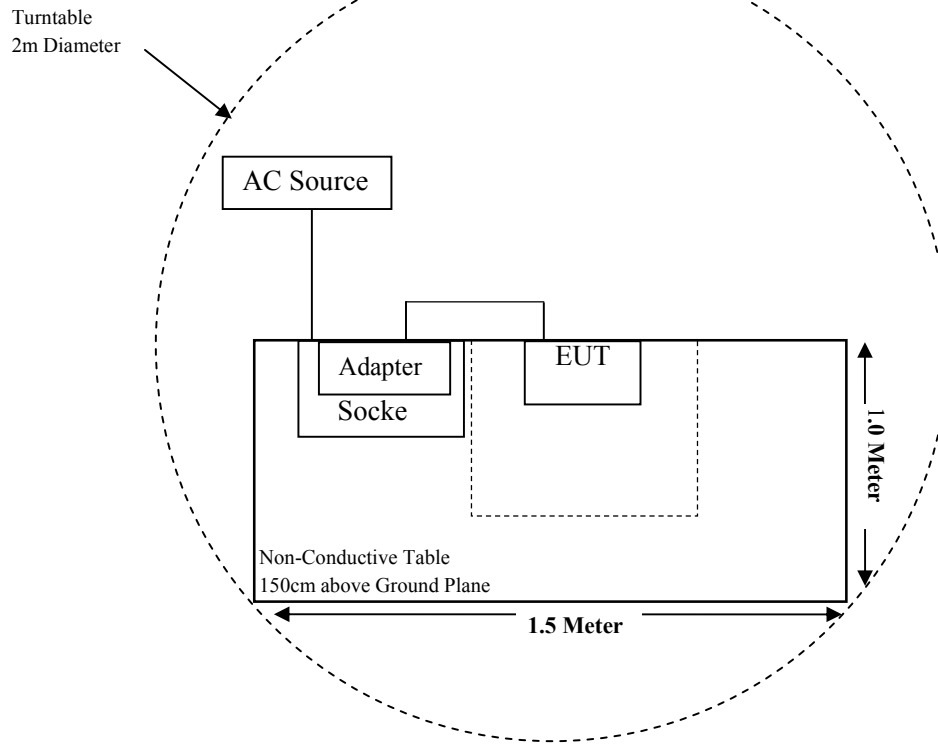 Turntable
2m Diameter
AC Source
Adapter
EUT
Socke
1.0 Meter
Non-Conductive Table
150cm above Ground Plane
1.5 Meter